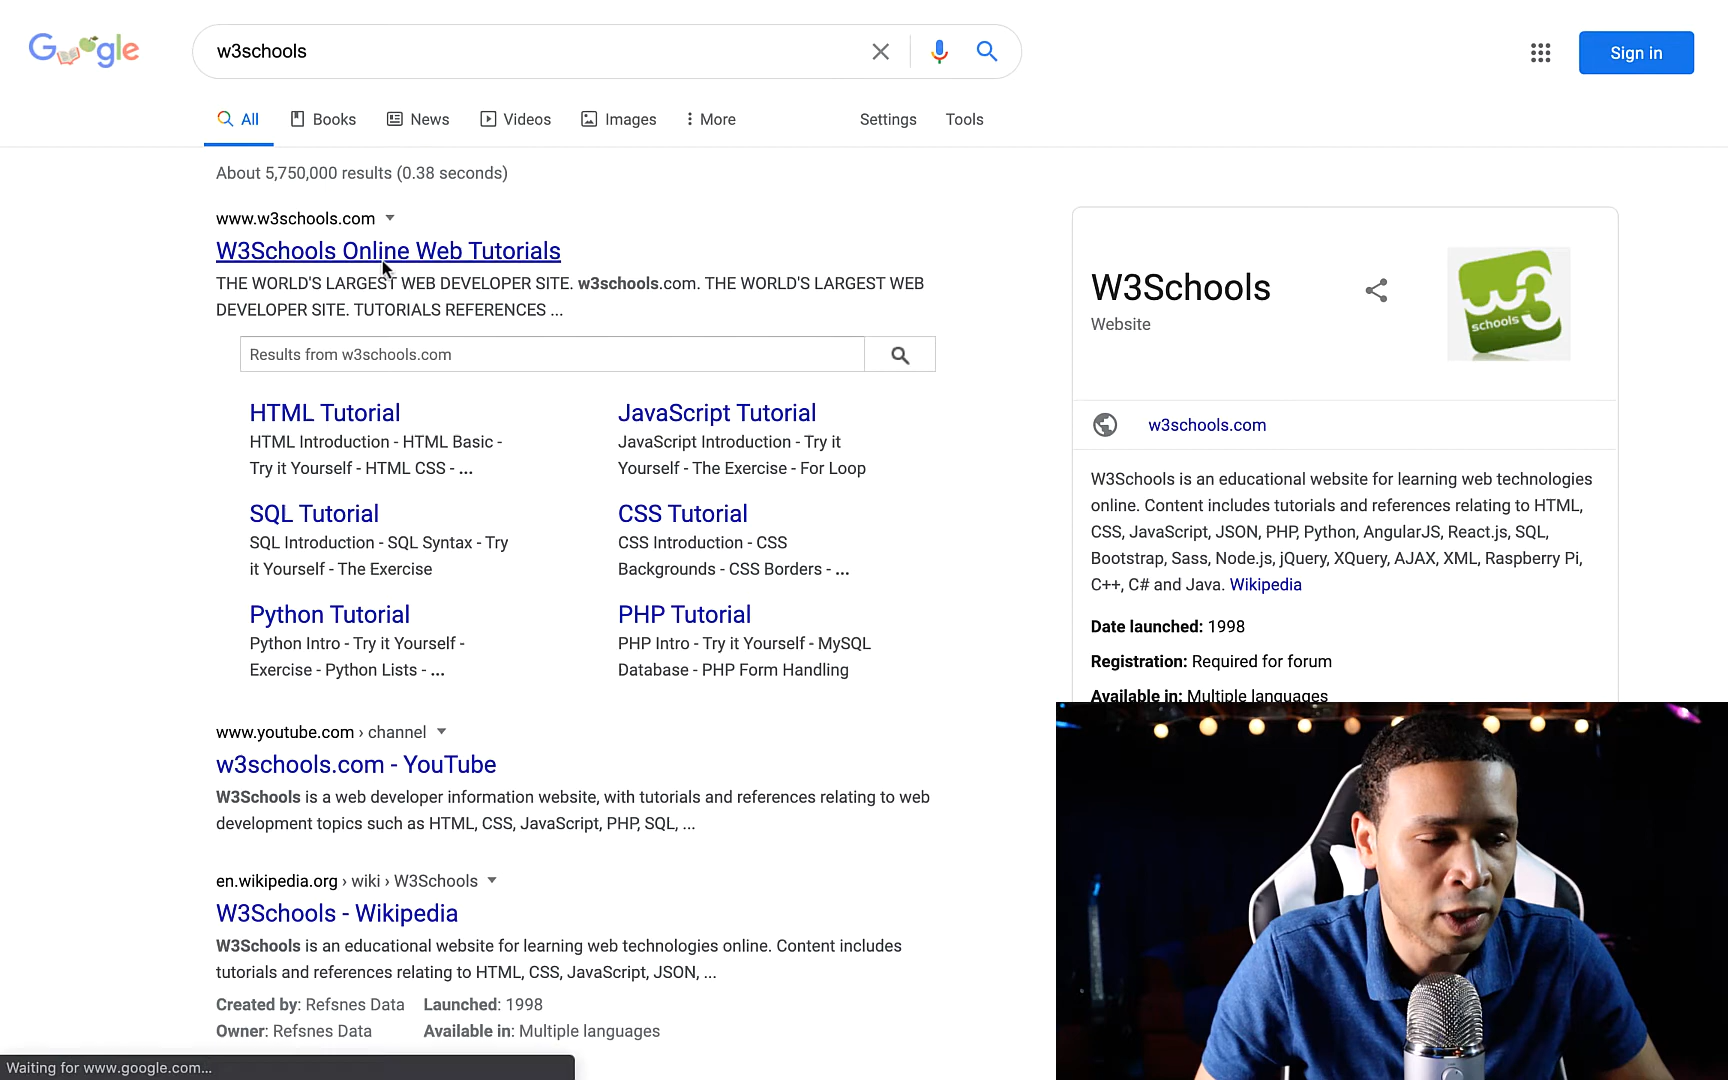 Google
w3schools
Sign in
All
Books
News
Videos
Images
More
Settings
Tools
About 5,750,000 results (0.38 seconds)
www.w3schools.com
W3Schools Online Web Tutorials
THE WORLD'S LARGEST WEB DEVELOPER SITE. w3schools.com. THE WORLD'S LARGEST WEB
DEVELOPER SITE. TUTORIALS REFERENCES ...
Results from w3schools.com
HTML Tutorial
HTML Introduction - HTML Basic -
Try it Yourself - HTML CSS - ...
JavaScript Tutorial
JavaScript Introduction - Try it
Yourself - The Exercise - For Loop
SQL Tutorial
SQL Introduction - SQL Syntax - Try
it Yourself - The Exercise
CSS Tutorial
CSS Introduction - CSS
Backgrounds - CSS Borders - ...
Python Tutorial
Python Intro - Try it Yourself -
Exercise - Python Lists - ...
PHP Tutorial
PHP Intro - Try it Yourself - MySQL
Database - PHP Form Handling
www.youtube.com › channel
w3schools.com - YouTube
W3Schools is a web developer information website, with tutorials and references relating to web
development topics such as HTML, CSS, JavaScript, PHP, SQL, ...
en.wikipedia.org › wiki › W3Schools
W3Schools - Wikipedia
W3Schools is an educational website for learning web technologies online. Content includes
tutorials and references relating to HTML, CSS, JavaScript, JSON, ...
Created by: Refsnes Data Launched: 1998
Owner: Refsnes Data Available in: Multiple languages
Waiting for www.google.com...
W3Schools
Website
w3 schools
w3schools.com
W3Schools is an educational website for learning web technologies
online. Content includes tutorials and references relating to HTML,
CSS, JavaScript, JSON, PHP, Python, AngularJS, React.js, SQL,
Bootstrap, Sass, Node.js, jQuery, XQuery, AJAX, XML, Raspberry Pi,
C++, C# and Java. Wikipedia
Date launched: 1998
Registration: Required for forum
Available in: Multiple languages